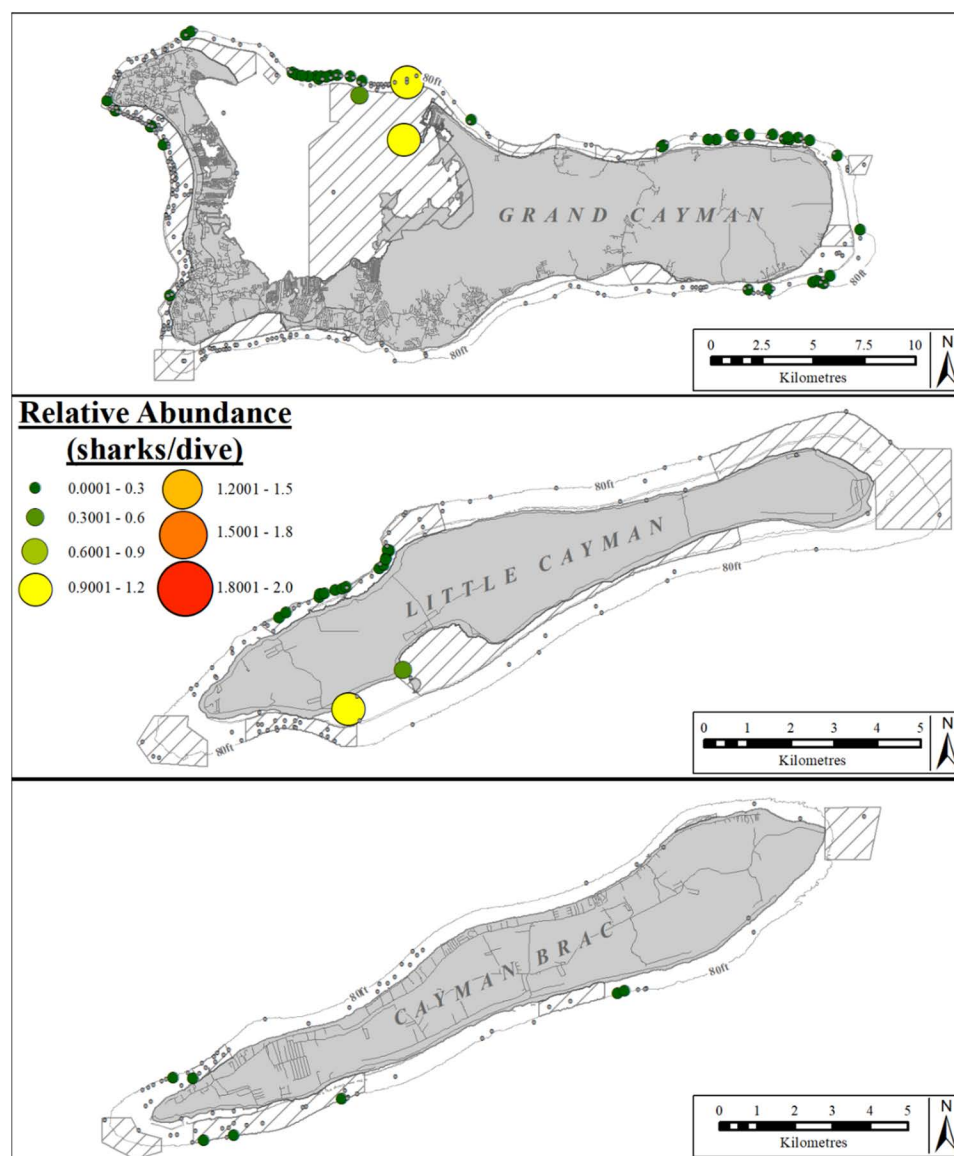 80ft
GRAND CAYMAN
80ft
80ft
N
0 2.5 5 7.5 10
Kilometres
Relative Abundance
(sharks/dive)
0.0001 - 0.3
1.2001 - 1.5
0.3001 - 0.6
1.5001 - 1.8
0.6001 - 0.9
0.9001 - 1.2
1.8001 - 2.0
80ft
LITTLE CAYMAN
80ft
80ft
N
0 1 2 3 4 5
Kilometres
80ft
CAYMAN BRAC
80ft
N
0 1 2 3 4 5
Kilometres